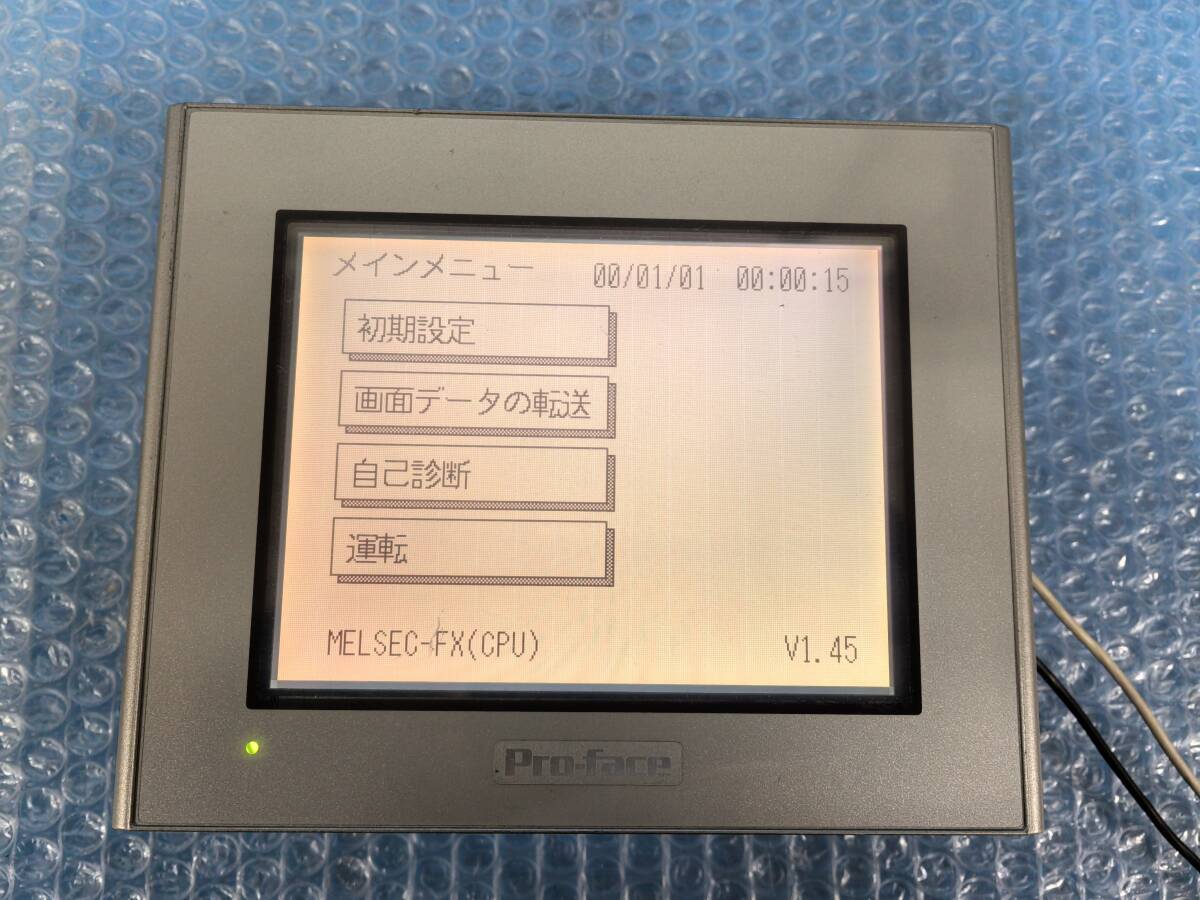 メインメニュー 00/01/01 00:00:15
初期設定
画面データの転送
自己診断
運転
MELSEC-FX(CPU) V1.45
Pro-face